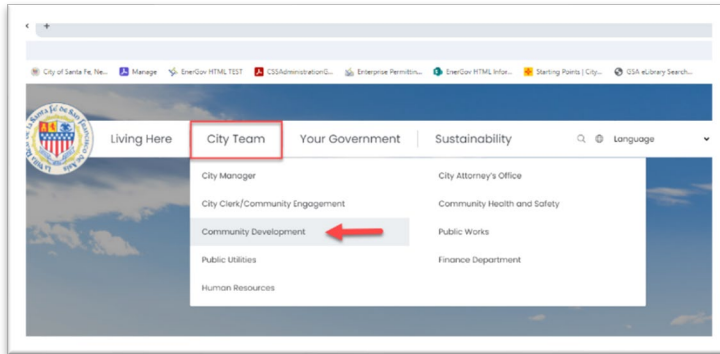 City of Santa Fe, Ne... Manage EnerGov HTML TEST CSSAdministrationG... Enterprise Permittin... EnerGov HTML Infor... Starting Points | City... GSA eLibrary Search...
Living Here City Team Your Government Sustainability Language
City Manager City Attorney's Office
City Clerk/Community Engagement Community Health and Safety
Community Development Public Works
Public Utilities Finance Department
Human Resources